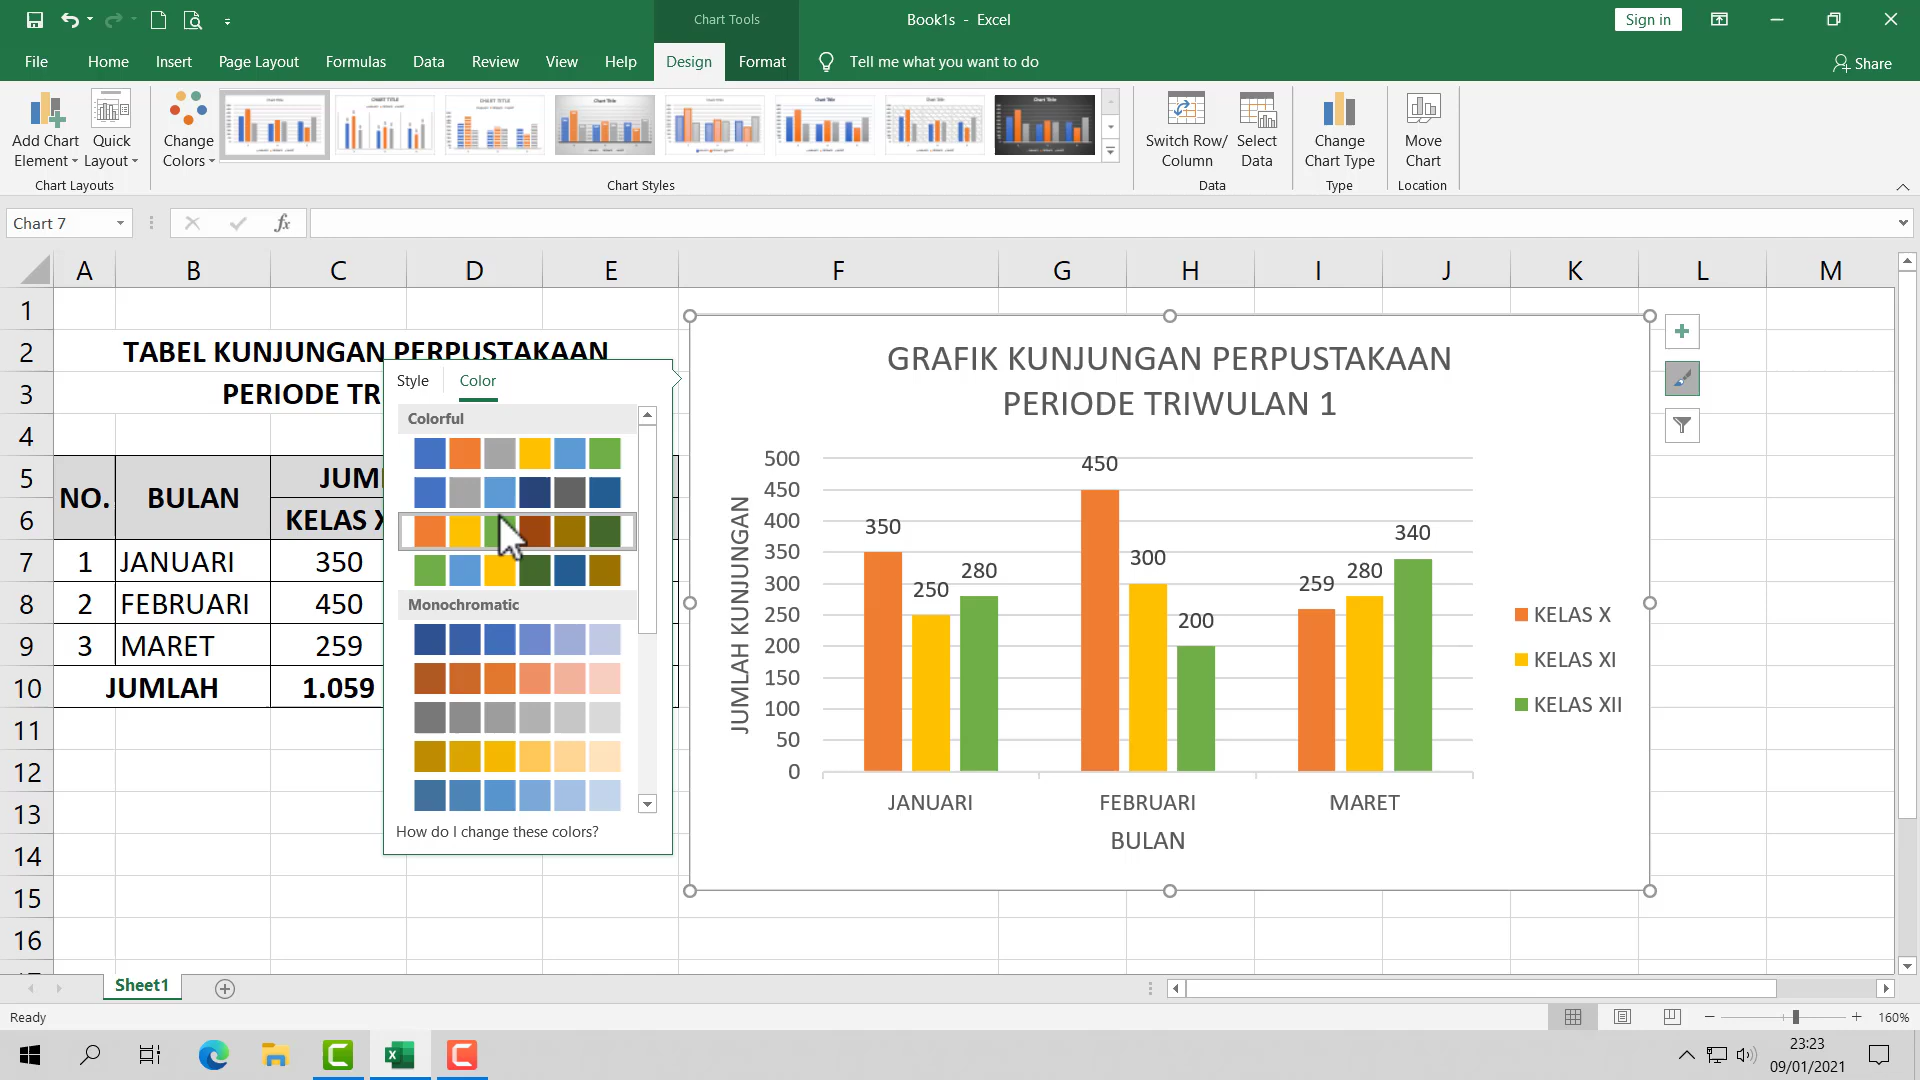 Chart Tools
Book1s - Excel
Sign in
File
Home
Insert
Page Layout
Formulas
Data
Review
View
Help
Design
Format
Tell me what you want to do
Share
Add Chart
Element
Quick
Layout
Change
Colors
Switch Row/
Column
Select
Data
Change
Chart Type
Move
Chart
Chart Layouts
Chart Styles
Data
Type
Location
Chart 7
fx
A B C D E F G H I J K L M
1
2 TABEL KUNJUNGAN PERPUSTAKAAN
3 PERIODE TR
4
5 NO. BULAN JUM
6 KELAS X
7 1 JANUARI 350
8 2 FEBRUARI 450
9 3 MARET 259
10 JUMLAH 1.059
11
12
13
14
15
16
Style
Color
Colorful
Monochromatic
How do I change these colors?
GRAFIK KUNJUNGAN PERPUSTAKAAN
PERIODE TRIWULAN 1
JUMLAH KUNJUNGAN
500
450
400
350
300
250
200
150
100
50
0
350
250
280
450
300
200
259
280
340
JANUARI
FEBRUARI
MARET
BULAN
KELAS X
KELAS XI
KELAS XII
Sheet1
Ready
160%
23:23
09/01/2021